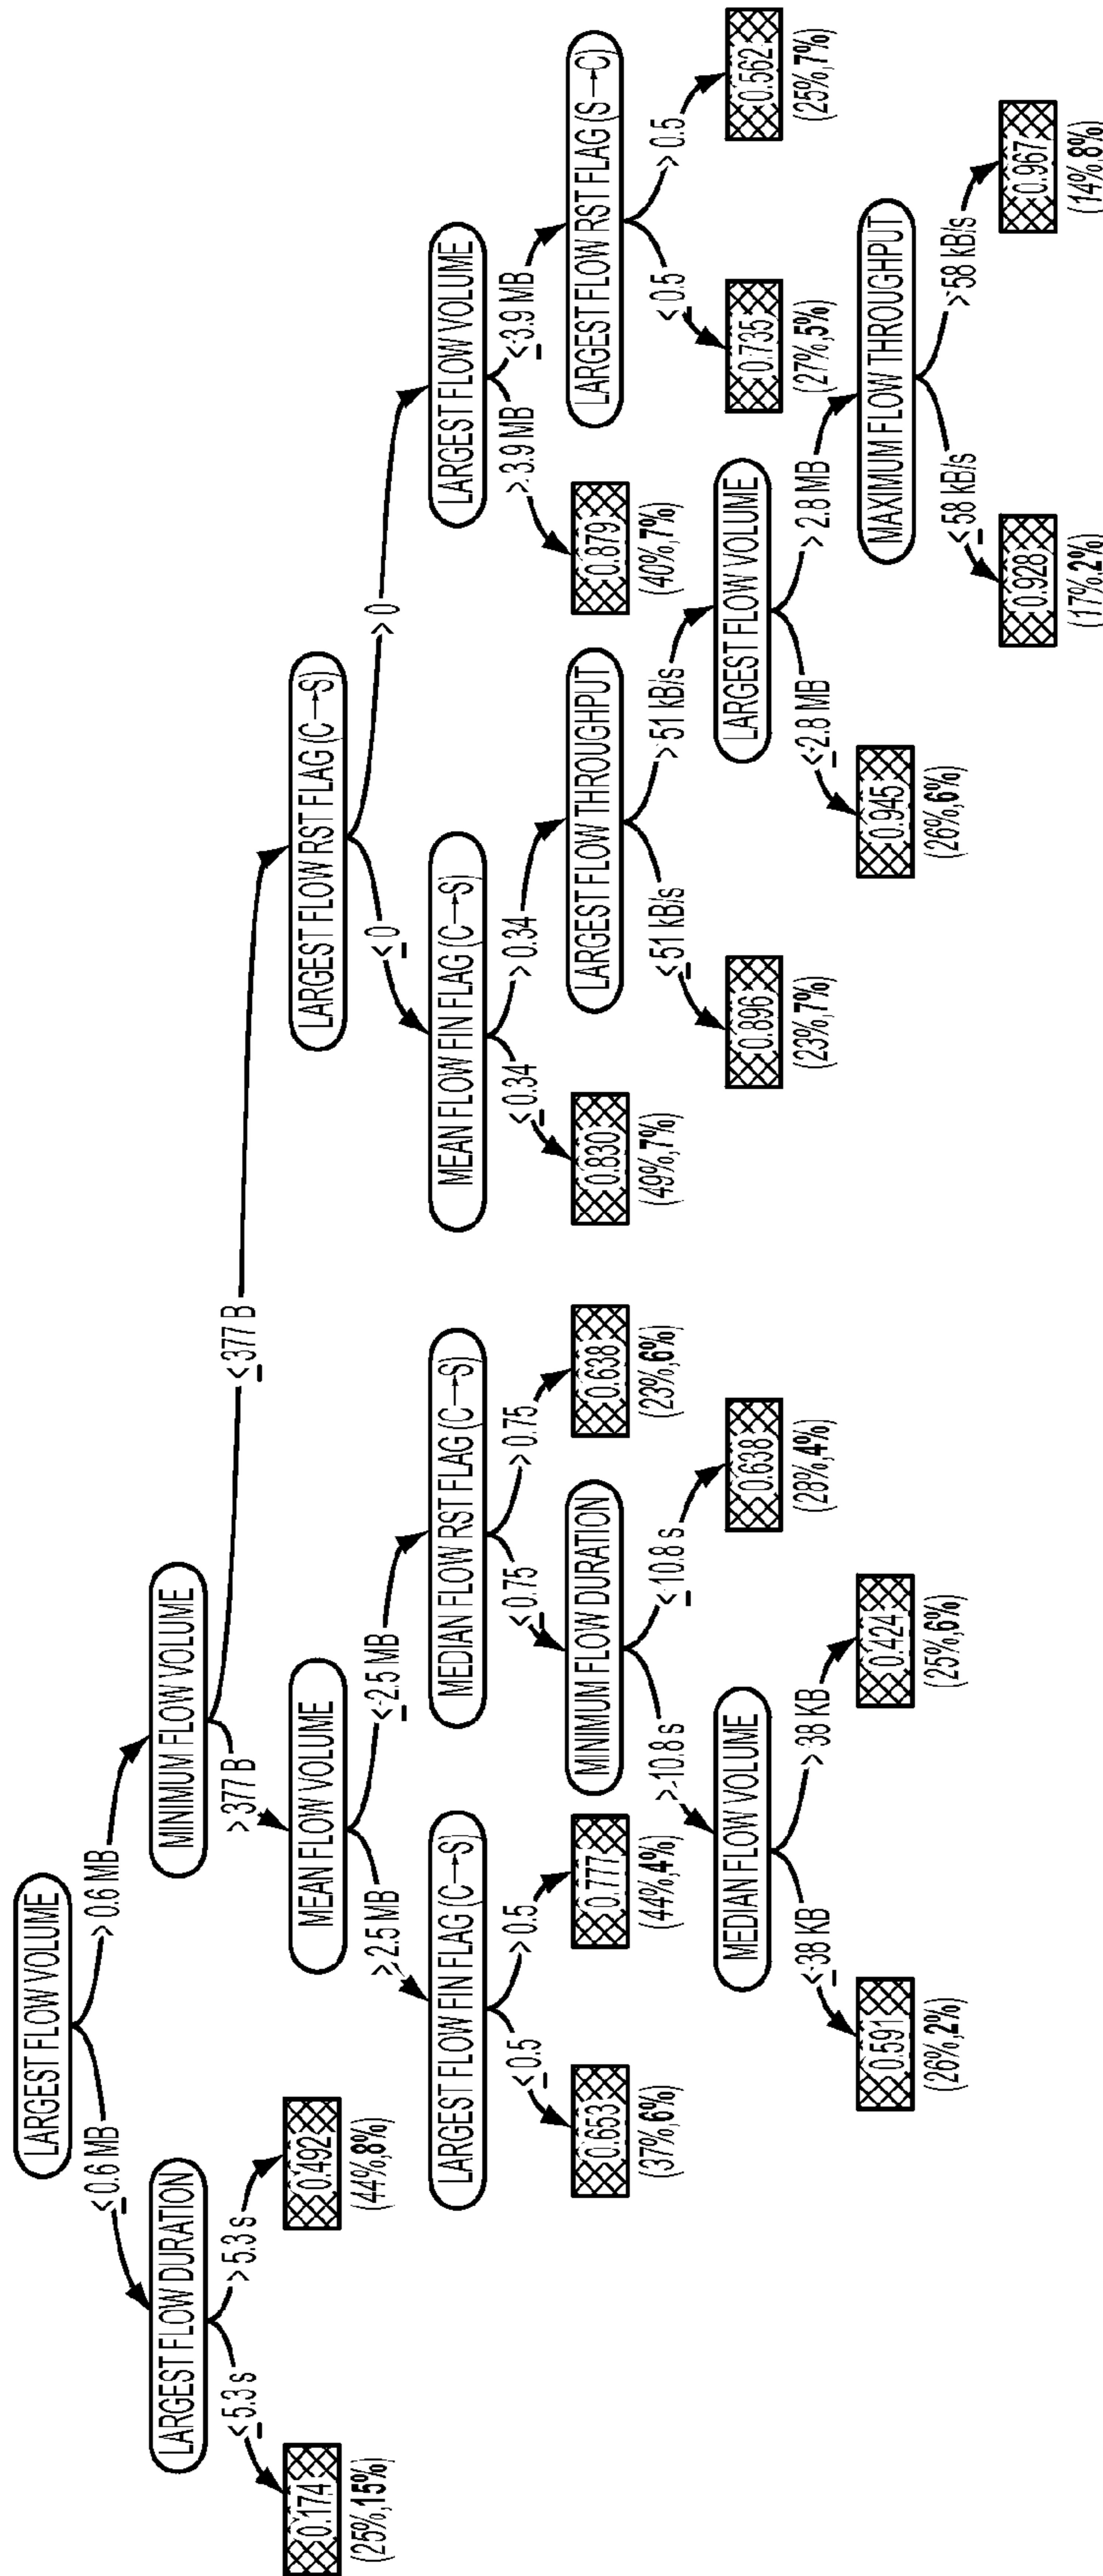 LARGEST FLOW VOLUME
≤ 0.6 MB
> 0.6 MB
LARGEST FLOW DURATION
MINIMUM FLOW VOLUME
≤ 5.3 s
> 5.3 s
> 377 B
≤ 377 B
0.174
(25%,15%)
0.492
(44%,8%)
MEAN FLOW VOLUME
LARGEST FLOW RST FLAG (C→S)
> 2.5 MB
≤ 2.5 MB
≤ 0
> 0
LARGEST FLOW FIN FLAG (C→S)
MEDIAN FLOW RST FLAG (C→S)
MEAN FLOW FIN FLAG (C→S)
LARGEST FLOW VOLUME
≤ 0.5
> 0.5
≤ 0.75
> 0.75
≤ 0.34
> 0.34
> 3.9 MB
≤ 3.9 MB
0.653
(37%,6%)
0.777
(44%,4%)
MINIMUM FLOW DURATION
0.638
(23%,6%)
0.830
(49%,7%)
LARGEST FLOW THROUGHPUT
0.879
(40%,7%)
LARGEST FLOW RST FLAG (S→C)
> 10.8 s
≤ 10.8 s
≤ 51 kB/s
> 51 kB/s
≤ 0.5
> 0.5
MEDIAN FLOW VOLUME
0.638
(28%,4%)
0.896
(23%,7%)
LARGEST FLOW VOLUME
0.735
(27%,5%)
0.562
(25%,7%)
≤ 38 KB
> 38 KB
≤ 2.8 MB
> 2.8 MB
0.591
(26%,2%)
0.424
(25%,6%)
0.945
(26%,6%)
MAXIMUM FLOW THROUGHPUT
≤ 58 kB/s
> 58 kB/s
0.928
(17%,2%)
0.967
(14%,8%)